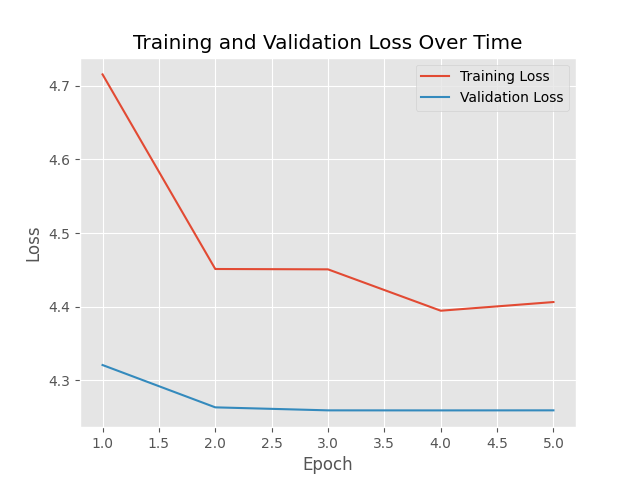 Training and Validation Loss Over Time
Training Loss
Validation Loss
4.7
4.6
4.5
4.4
4.3
Loss
1.0 1.5 2.0 2.5 3.0 3.5 4.0 4.5 5.0
Epoch